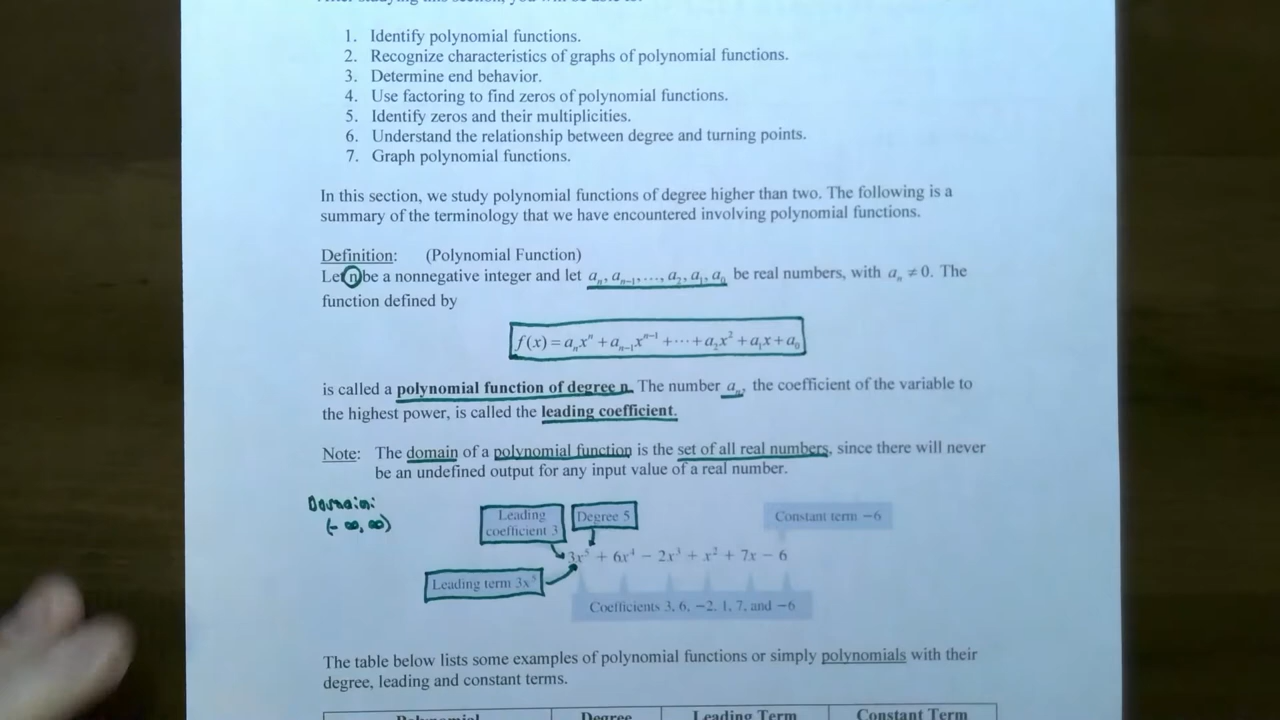 1. Identify polynomial functions.
2. Recognize characteristics of graphs of polynomial functions.
3. Determine end behavior.
4. Use factoring to find zeros of polynomial functions.
5. Identify zeros and their multiplicities.
6. Understand the relationship between degree and turning points.
7. Graph polynomial functions.
In this section, we study polynomial functions of degree higher than two. The following is a
summary of the terminology that we have encountered involving polynomial functions.
Definition: (Polynomial Function)
Let n be a nonnegative integer and let aₙ, aₙ₋₁, …, a₂, a₁, a₀ be real numbers, with aₙ ≠ 0. The
function defined by
f(x) = aₙxⁿ + aₙ₋₁xⁿ⁻¹ + ⋯ + a₂x² + a₁x + a₀
is called a polynomial function of degree n. The number aₙ, the coefficient of the variable to
the highest power, is called the leading coefficient.
Note: The domain of a polynomial function is the set of all real numbers, since there will never
be an undefined output for any input value of a real number.
Domain:
(-∞, ∞)
Leading
coefficient 3
Degree 5
Constant term −6
3x⁵ + 6x⁴ − 2x³ + x² + 7x − 6
Leading term 3x⁵
Coefficients 3, 6, −2, 1, 7, and −6
The table below lists some examples of polynomial functions or simply polynomials with their
degree, leading and constant terms.
Polynomial Degree Leading Term Constant Term